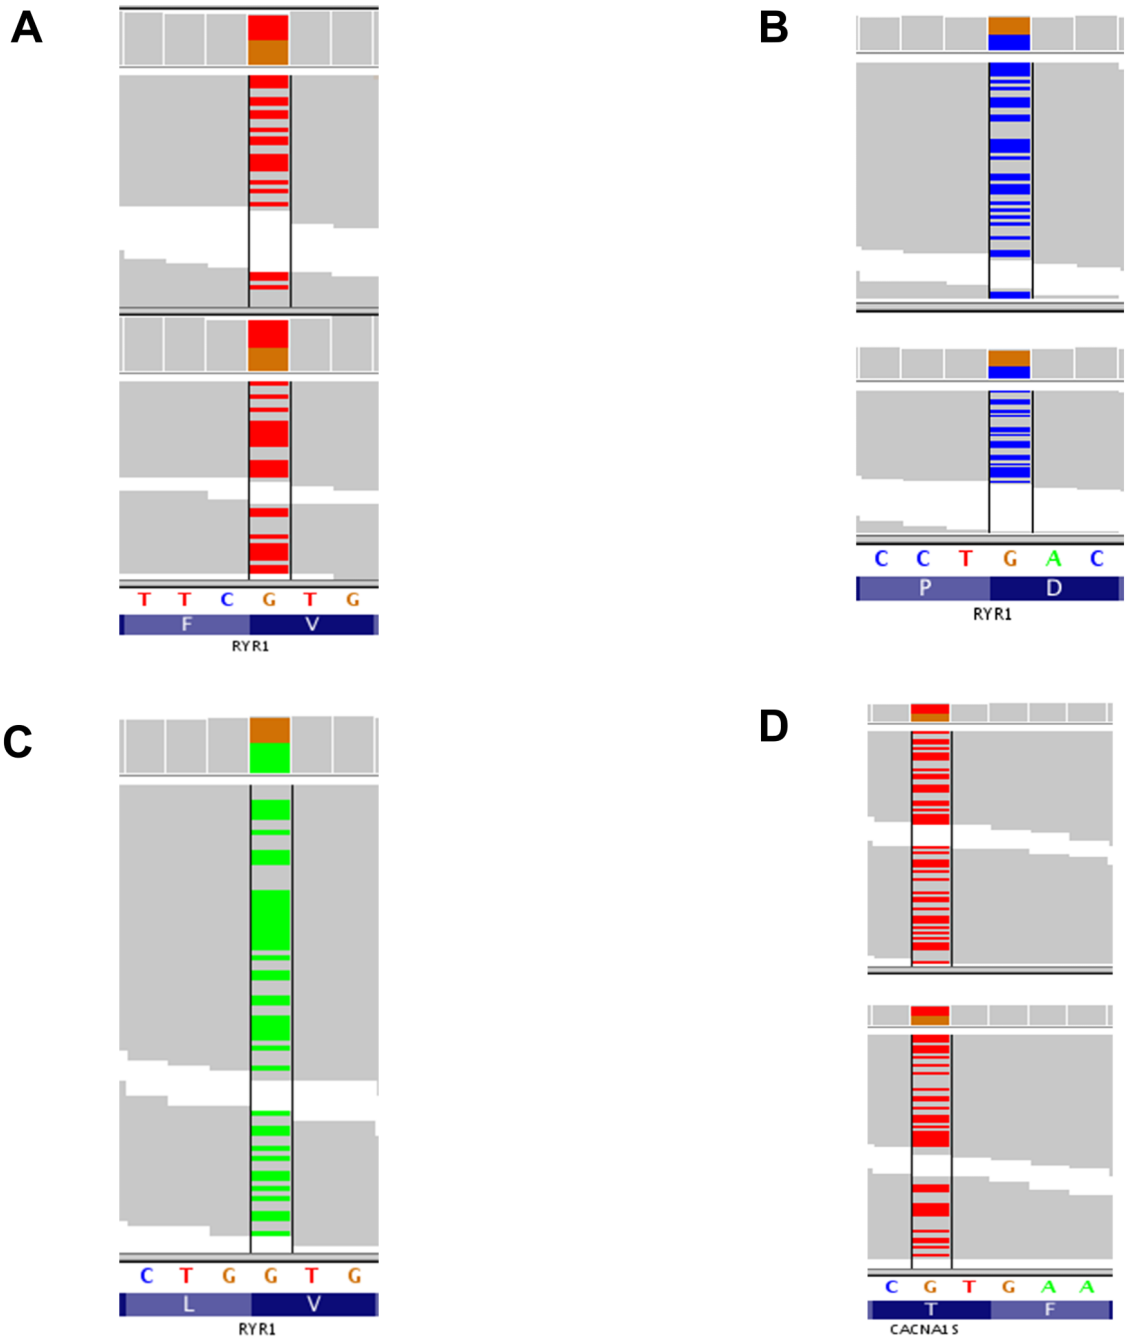 A
B
T T C G T G
F V
RYR1
C C T G A C
P D
RYR1
C
D
C T G G T G
L V
RYR1
C G T G A A
T F
CACNA1S